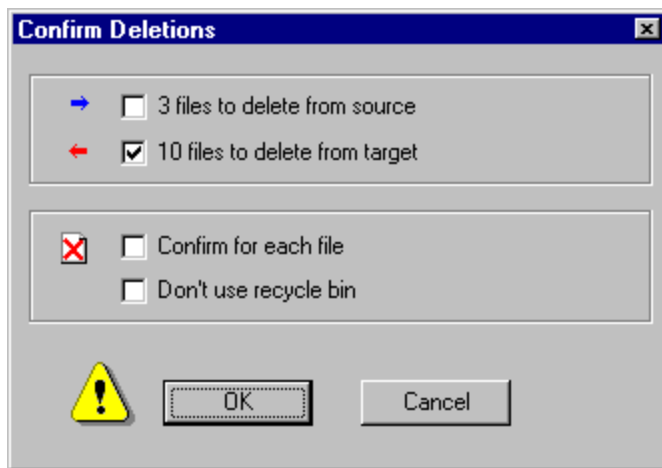 Confirm Deletions
3 files to delete from source
10 files to delete from target
Confirm for each file
Don't use recycle bin
OK
Cancel